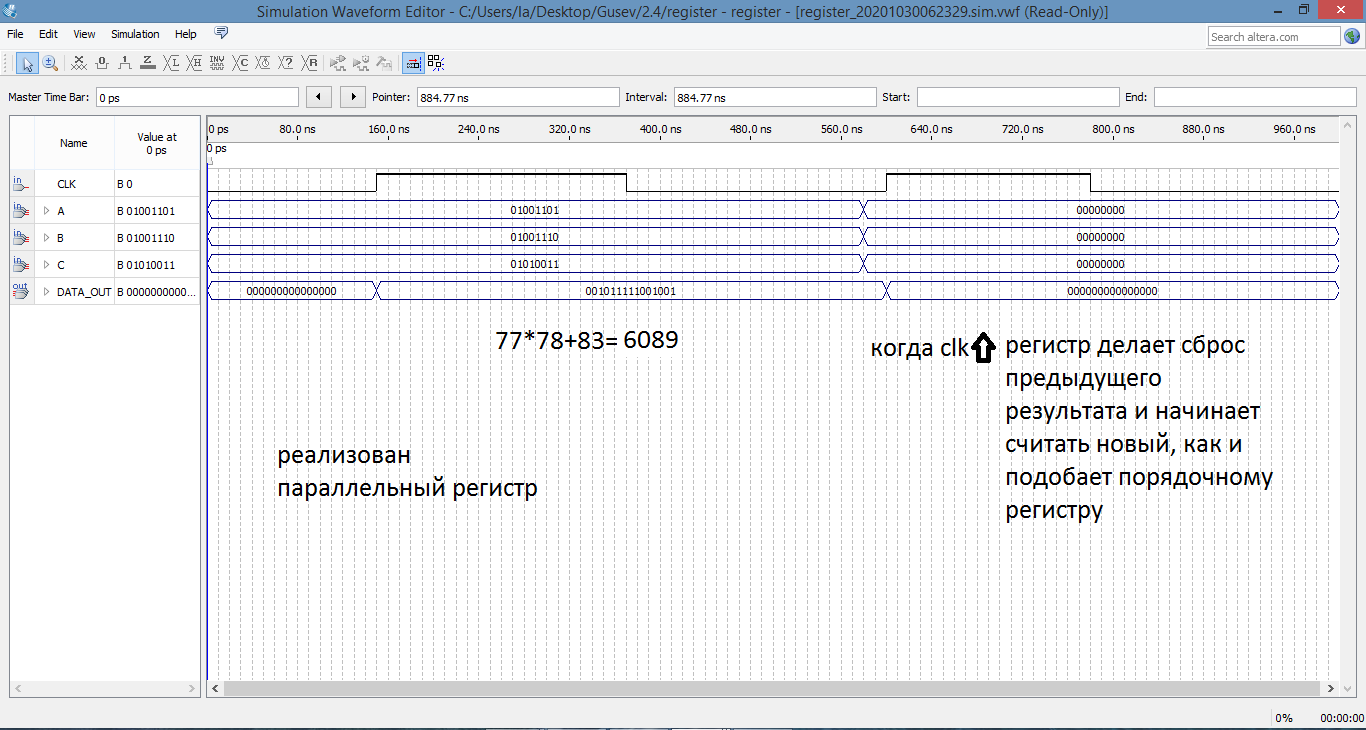 Simulation Waveform Editor - C:/Users/la/Desktop/Gusev/2.4/register - register - [register_20201030062329.sim.vwf (Read-Only)]
File Edit View Simulation Help
Search altera.com
Master Time Bar: 0 ps Pointer: 884.77 ns Interval: 884.77 ns Start: End:
Name Value at 0 ps
0 ps 80.0 ns 160.0 ns 240.0 ns 320.0 ns 400.0 ns 480.0 ns 560.0 ns 640.0 ns 720.0 ns 800.0 ns 880.0 ns 960.0 ns
0 ps
CLK B 0
A B 01001101 01001101 00000000
B B 01001110 01001110 00000000
C B 01010011 01010011 00000000
DATA_OUT B 0000000000... 000000000000000 001011111001001 000000000000000
77*78+83= 6089
когда clk регистр делает сброс
предыдущего
результата и начинает
считать новый, как и
подобает порядочному
регистру
реализован
параллельный регистр
0% 00:00:00